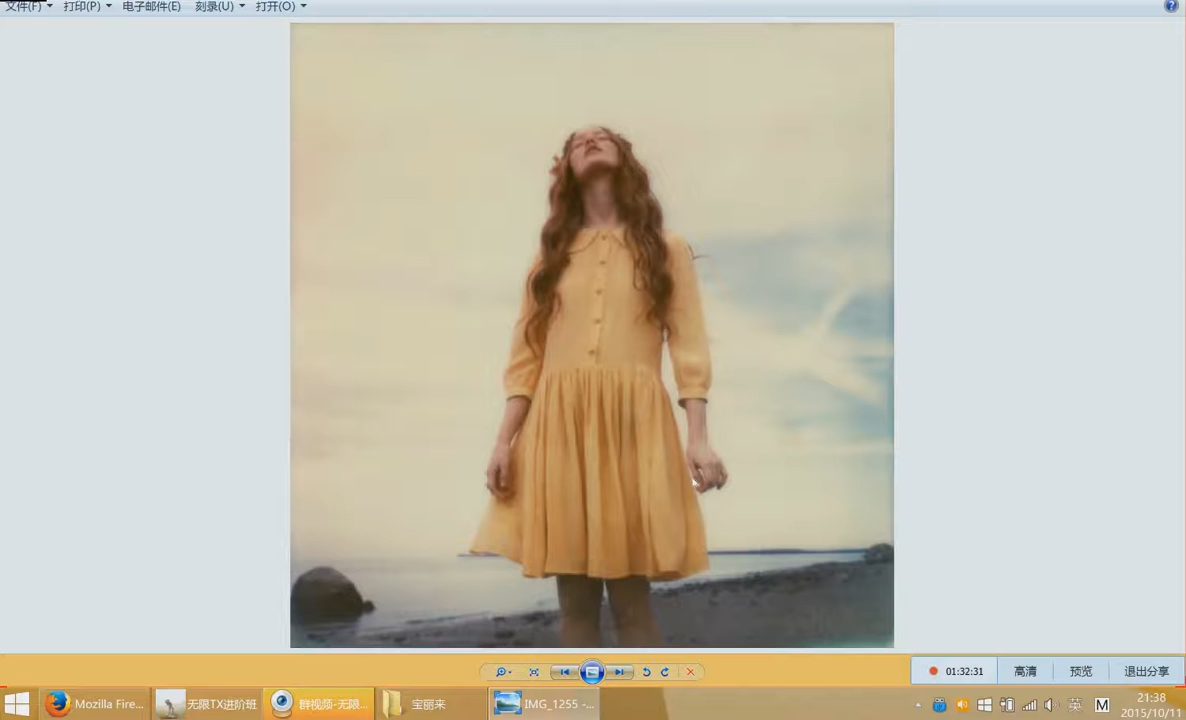 文件(F) 打印(P) 电子邮件(E) 刻录(U) 打开(O)
01:32:31 高清 预览 退出分享
Mozilla Fire... 无限TX进阶班 群视频-无限... 宝丽来 IMG_1255 -... 英 M 21:38
2015/10/11